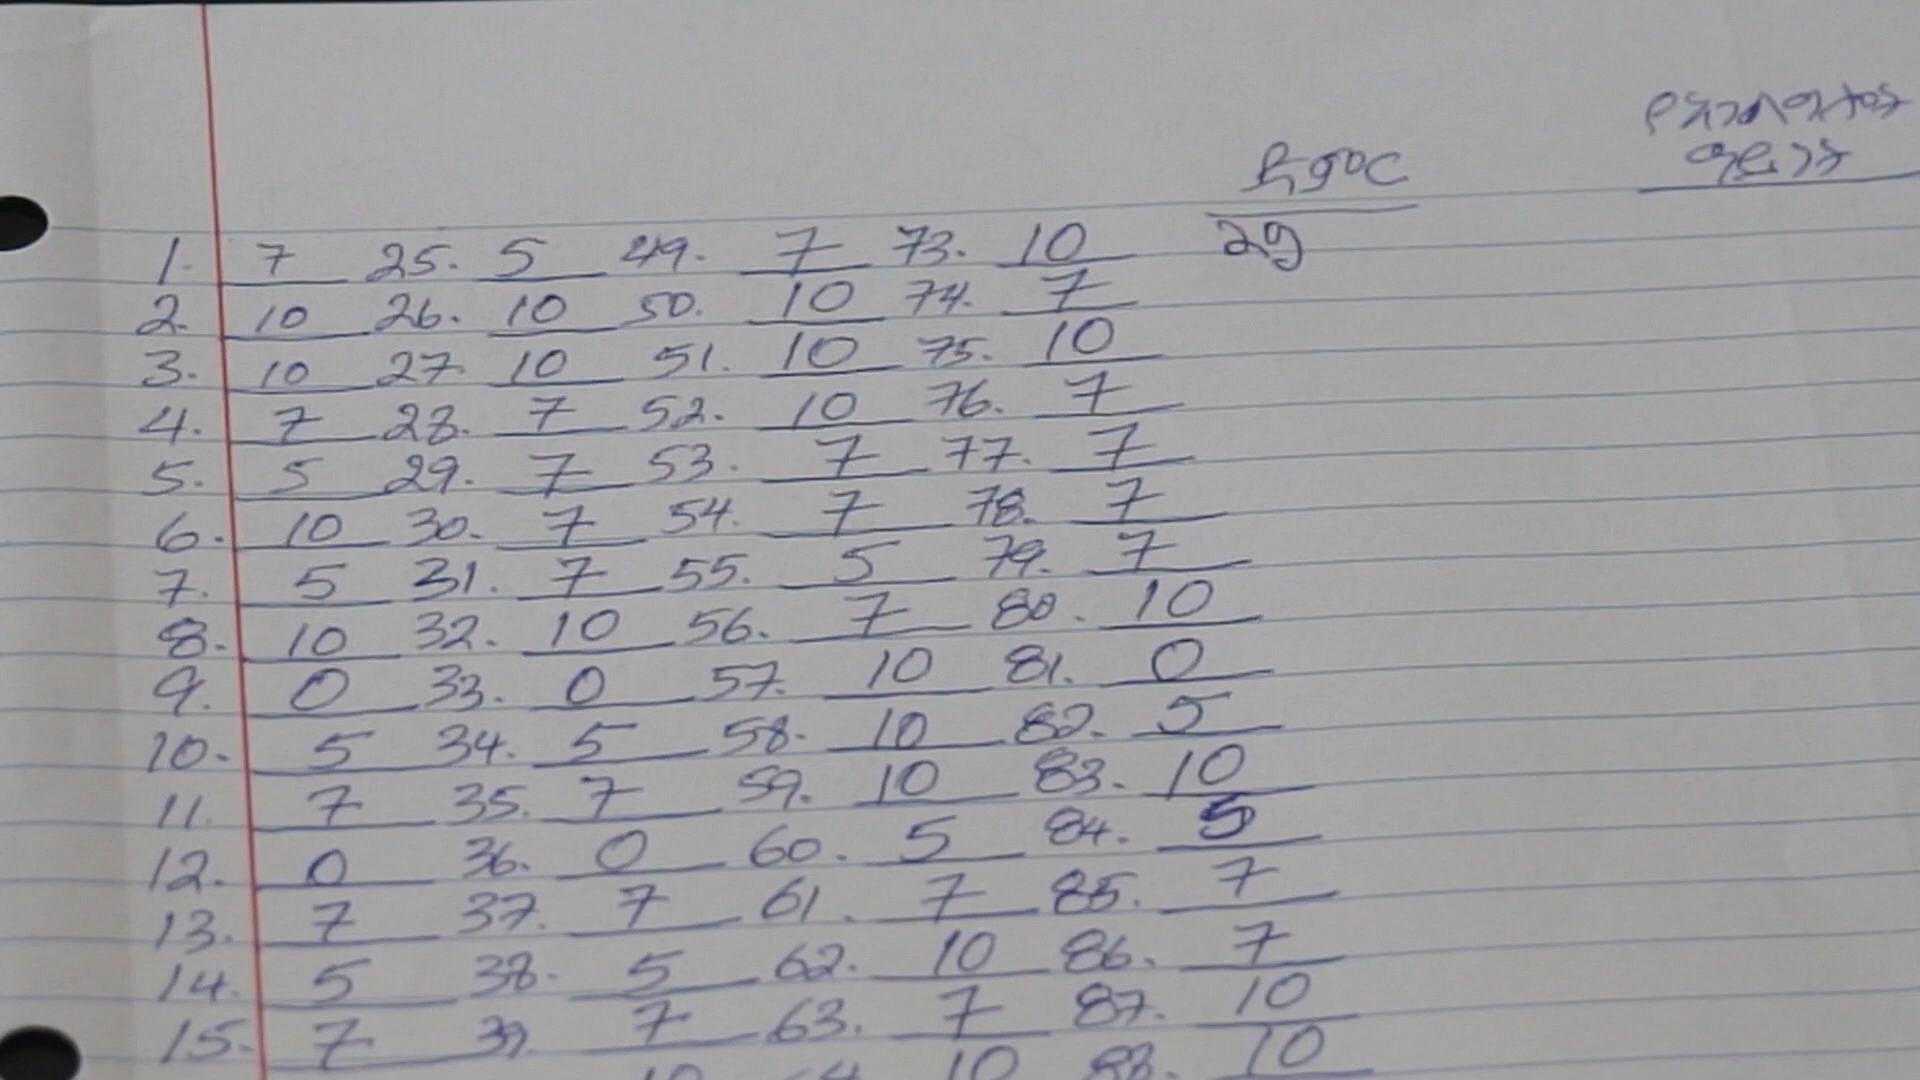 ድምር
1. 7 25. 5 49. 7 73. 10 29
2. 10 26. 10 50. 10 74. 7
3. 10 27. 10 51. 10 75. 10
4. 7 28. 7 52. 10 76. 7
5. 5 29. 7 53. 7 77. 7
6. 10 30. 7 54. 7 78. 7
7. 5 31. 7 55. 5 79. 7
8. 10 32. 10 56. 7 80. 10
9. 0 33. 0 57. 10 81. 0
10. 5 34. 5 58. 10 82. 5
11. 7 35. 7 59. 10 83. 10
12. 0 36. 0 60. 5 84. 5
13. 7 37. 7 61. 7 85. 7
14. 5 38. 5 62. 10 86. 7
15. 7 39. 7 63. 7 87. 10
10 10 88. 10